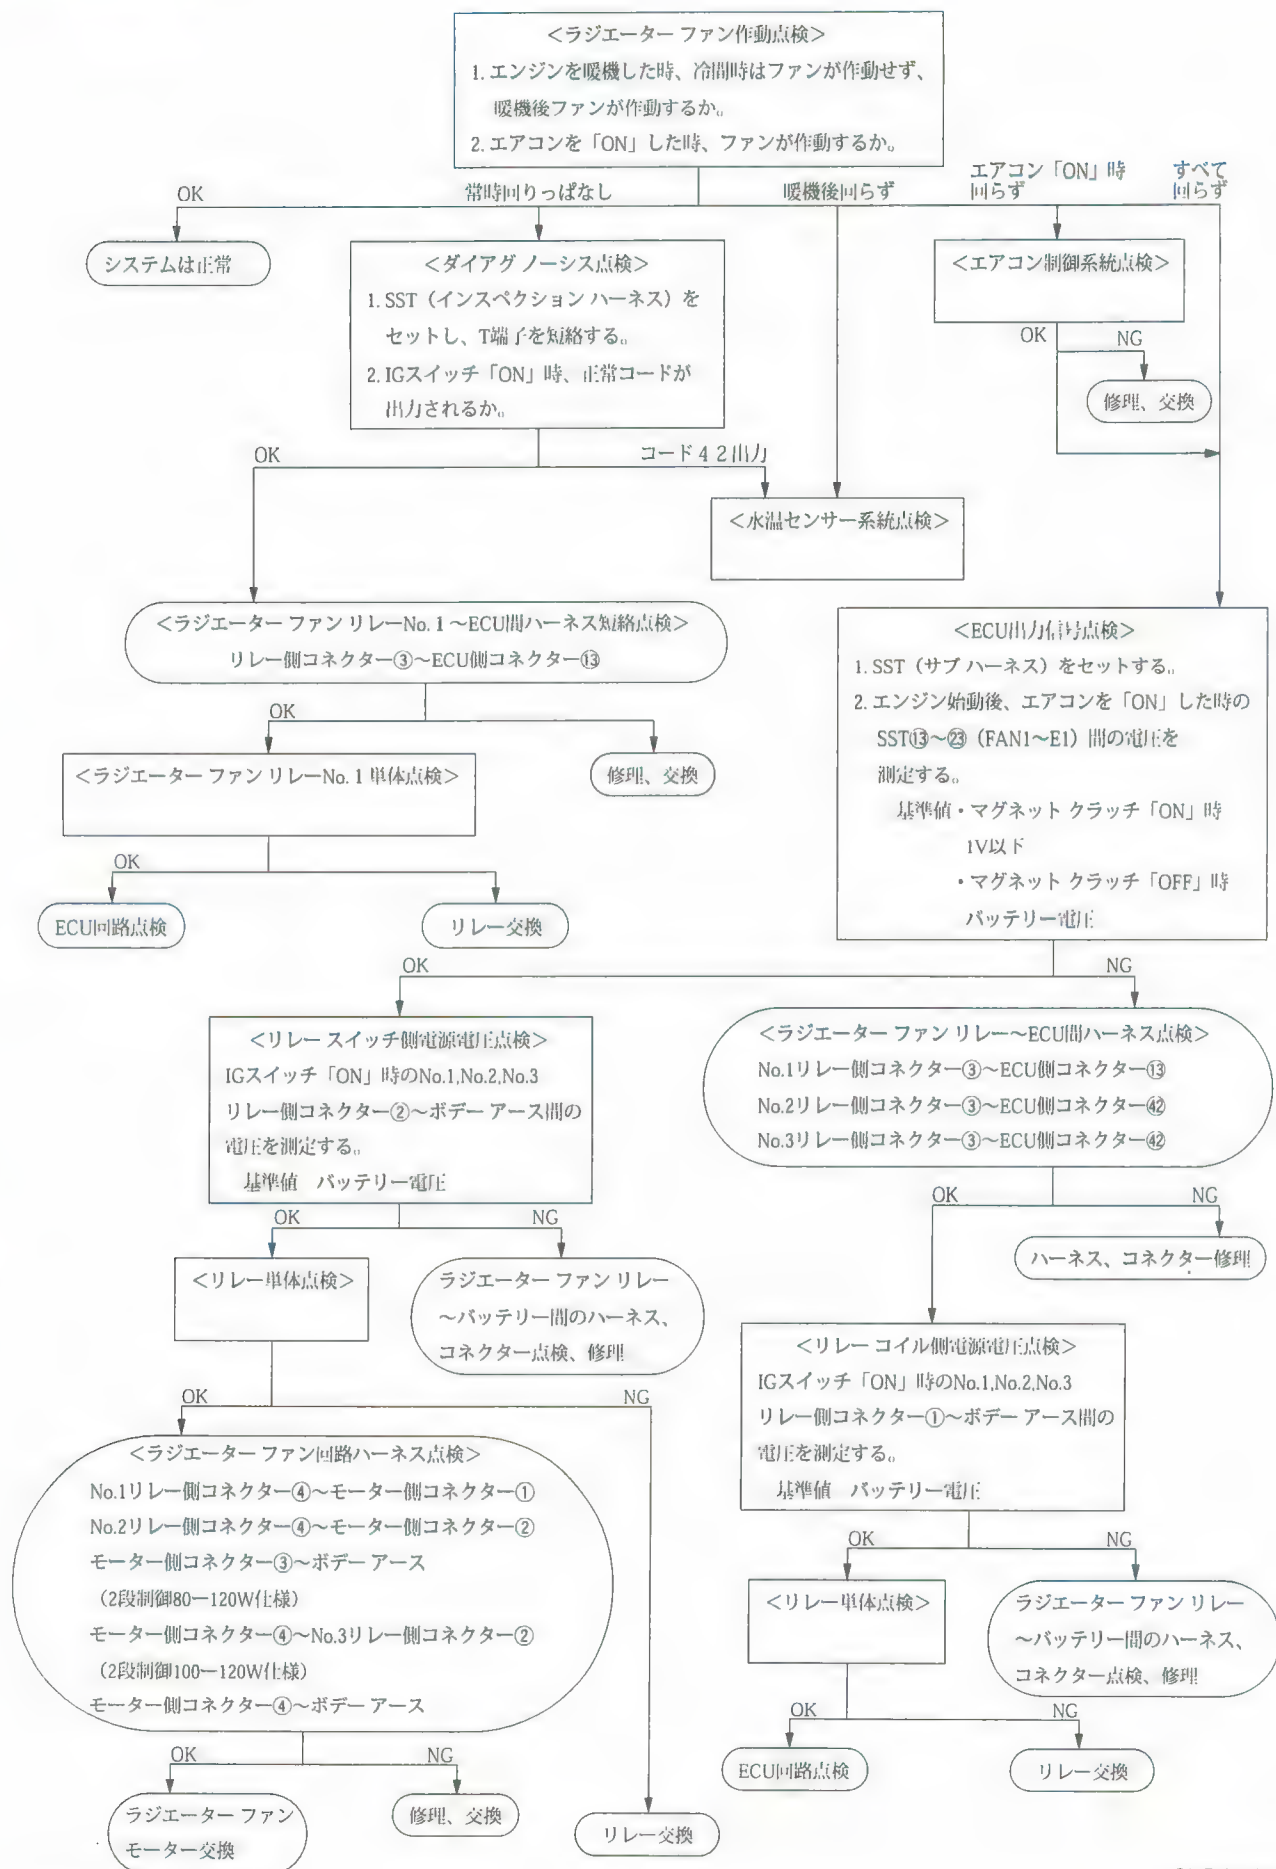 <ラジエーター ファン作動点検>
1. エンジンを暖機した時、冷間時はファンが作動せず、
暖機後ファンが作動するか。
2. エアコンを「ON」した時、ファンが作動するか。
OK
常時回りっぱなし
暖機後回らず
エアコン「ON」時
回らず
すべて
回らず
システムは正常
<ダイアグ ノーシス点検>
1. SST（インスペクション ハーネス）を
セットし、T端子を短絡する。
2. IGスイッチ「ON」時、正常コードが
出力されるか。
<エアコン制御系統点検>
OK
NG
修理、交換
OK
コード４２出力
<水温センサー系統点検>
<ラジエーター ファン リレーNo. 1 ～ECU間ハーネス短絡点検>
リレー側コネクター③～ECU側コネクター⑬
OK
修理、交換
<ラジエーター ファン リレーNo. 1 単体点検>
OK
ECU回路点検
リレー交換
<ECU出力信号点検>
1. SST（サブ ハーネス）をセットする。
2. エンジン始動後、エアコンを「ON」した時の
SST⑬～㉓（FAN1～E1）間の電圧を
測定する。
基準値・マグネット クラッチ「ON」時
1V以下
・マグネット クラッチ「OFF」時
バッテリー電圧
OK
NG
<リレー スイッチ側電源電圧点検>
IGスイッチ「ON」時のNo.1,No.2,No.3
リレー側コネクター②～ボデー アース間の
電圧を測定する。
基準値　バッテリー電圧
OK
NG
<リレー単体点検>
ラジエーター ファン リレー
～バッテリー間のハーネス、
コネクター点検、修理
OK
NG
<ラジエーター ファン回路ハーネス点検>
No.1リレー側コネクター④～モーター側コネクター①
No.2リレー側コネクター④～モーター側コネクター②
モーター側コネクター③～ボデー アース
（2段制御80－120W仕様）
モーター側コネクター④～No.3リレー側コネクター②
（2段制御100－120W仕様）
モーター側コネクター④～ボデー アース
OK
NG
ラジエーター ファン
モーター交換
修理、交換
リレー交換
<ラジエーター ファン リレー～ECU間ハーネス点検>
No.1リレー側コネクター③～ECU側コネクター⑬
No.2リレー側コネクター③～ECU側コネクター㊷
No.3リレー側コネクター③～ECU側コネクター㊷
OK
NG
ハーネス、コネクター修理
<リレー コイル側電源電圧点検>
IGスイッチ「ON」時のNo.1,No.2,No.3
リレー側コネクター①～ボデー アース間の
電圧を測定する。
基準値　バッテリー電圧
OK
NG
<リレー単体点検>
ラジエーター ファン リレー
～バッテリー間のハーネス、
コネクター点検、修理
OK
NG
ECU回路点検
リレー交換